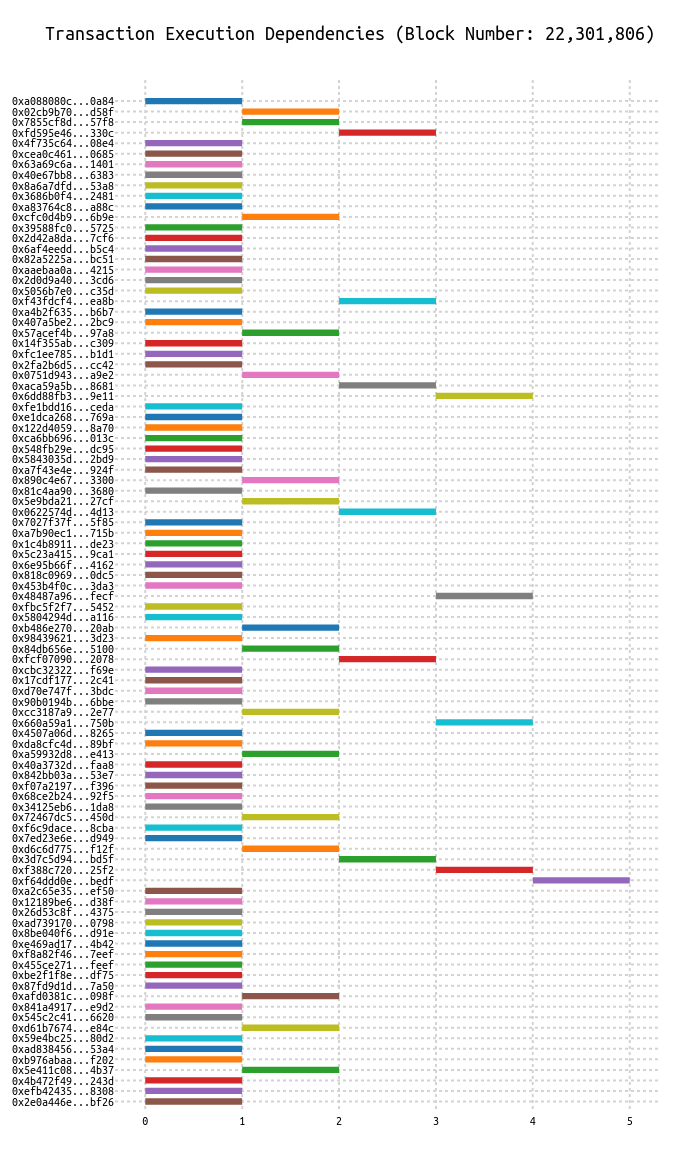 Transaction Execution Dependencies (Block Number: 22,301,806)
0xa088080c...0a84
0x02cb9b70...d58f
0x7855cf8d...57f8
0xfd595e46...330c
0x4f735c64...08e4
0xcea0c461...0685
0x63a69c6a...1401
0x40e67bb8...6383
0x8a6a7dfd...53a8
0x3686b0f4...2481
0xa83764c8...a88c
0xcfc0d4b9...6b9e
0x39588fc0...5725
0x2d42a8da...7cf6
0x6af4eedd...b5c4
0x82a5225a...bc51
0xaaebaa0a...4215
0x2d0d9a40...3cd6
0x5056b7e0...c35d
0xf43fdcf4...ea8b
0xa4b2f635...b6b7
0x407a5be2...2bc9
0x57acef4b...97a8
0x14f355ab...c309
0xfc1ee785...b1d1
0x2fa2b6d5...cc42
0x0751d943...a9e2
0xaca59a5b...8681
0x6dd88fb3...9e11
0xfe1bdd16...ceda
0xe1dca268...769a
0x122d4059...8a70
0xca6bb696...013c
0x548fb29e...dc95
0x5843035d...2bd9
0xa7f43e4e...924f
0x890c4e67...3300
0x81c4aa90...3680
0x5e9bda21...27cf
0x0622574d...4d13
0x7027f37f...5f85
0xa7b90ec1...715b
0x1c4b8911...de23
0x5c23a415...9ca1
0x6e95b66f...4162
0x818c0969...0dc5
0x453b4f0c...3da3
0x48487a96...fecf
0xfbc5f2f7...5452
0x5804294d...a116
0xb486e270...20ab
0x98439621...3d23
0x84db656e...5100
0xfcf07090...2078
0xcbc32322...f69e
0x17cdf177...2c41
0xd70e747f...3bdc
0x90b0194b...6bbe
0xcc3187a9...2e77
0x660a59a1...750b
0x4507a06d...8265
0xda8cfc4d...89bf
0xa59932d8...e413
0x40a3732d...faa8
0x842bb03a...53e7
0xf07a2197...f396
0x68ce2b24...92f5
0x34125eb6...1da8
0x72467dc5...450d
0xf6c9dace...8cba
0x7ed23e6e...d949
0xd6c6d775...f12f
0x3d7c5d94...bd5f
0xf388c720...25f2
0xf64ddd0e...bedf
0xa2c65e35...ef50
0x12189be6...d38f
0x26d53c8f...4375
0xad739170...0798
0x8be040f6...d91e
0xe469ad17...4b42
0xf8a82f46...7eef
0x455ce271...feef
0xbe2f1f8e...df75
0x87fd9d1d...7a50
0xafd0381c...098f
0x841a4917...e9d2
0x545c2c41...6620
0xd61b7674...e84c
0x59e4bc25...80d2
0xad838456...53a4
0xb976abaa...f202
0x5e411c08...4b37
0x4b472f49...243d
0xefb42435...8308
0x2e0a446e...bf26
0 1 2 3 4 5